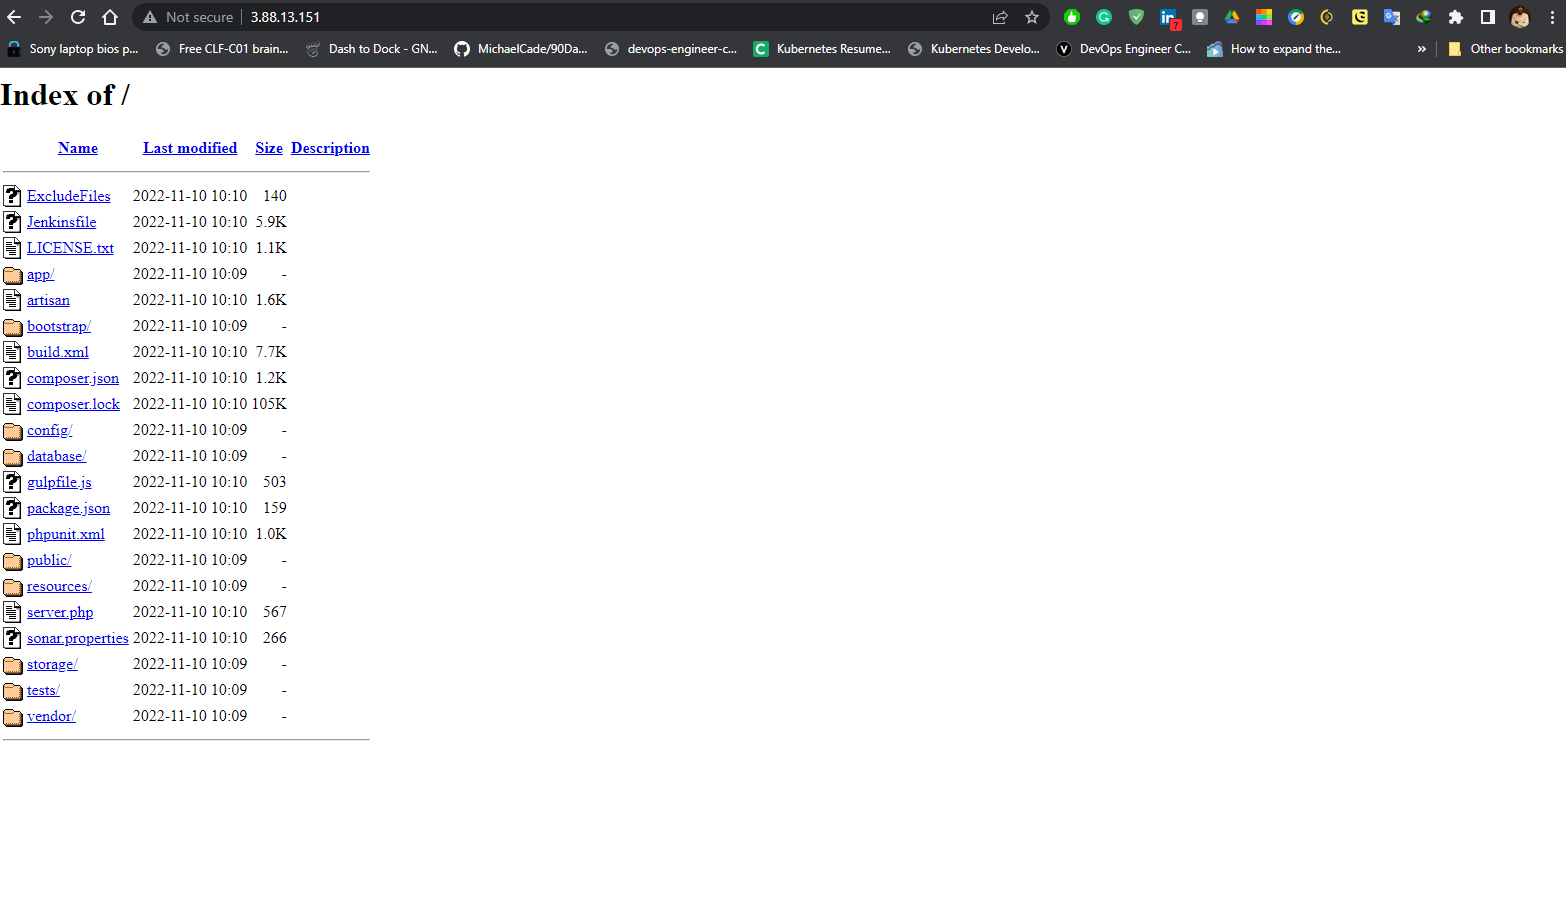 Not secure 3.88.13.151
7
Sony laptop bios p... Free CLF-C01 brain... Dash to Dock - GN... MichaelCade/90Da... devops-engineer-c... Kubernetes Resume... Kubernetes Develo... DevOps Engineer C... How to expand the... » Other bookmarks
Index of /
Name Last modified Size Description
ExcludeFiles 2022-11-10 10:10 140
Jenkinsfile 2022-11-10 10:10 5.9K
LICENSE.txt 2022-11-10 10:10 1.1K
app/ 2022-11-10 10:09 -
artisan 2022-11-10 10:10 1.6K
bootstrap/ 2022-11-10 10:09 -
build.xml 2022-11-10 10:10 7.7K
composer.json 2022-11-10 10:10 1.2K
composer.lock 2022-11-10 10:10 105K
config/ 2022-11-10 10:09 -
database/ 2022-11-10 10:09 -
gulpfile.js 2022-11-10 10:10 503
package.json 2022-11-10 10:10 159
phpunit.xml 2022-11-10 10:10 1.0K
public/ 2022-11-10 10:09 -
resources/ 2022-11-10 10:09 -
server.php 2022-11-10 10:10 567
sonar.properties 2022-11-10 10:10 266
storage/ 2022-11-10 10:09 -
tests/ 2022-11-10 10:09 -
vendor/ 2022-11-10 10:09 -